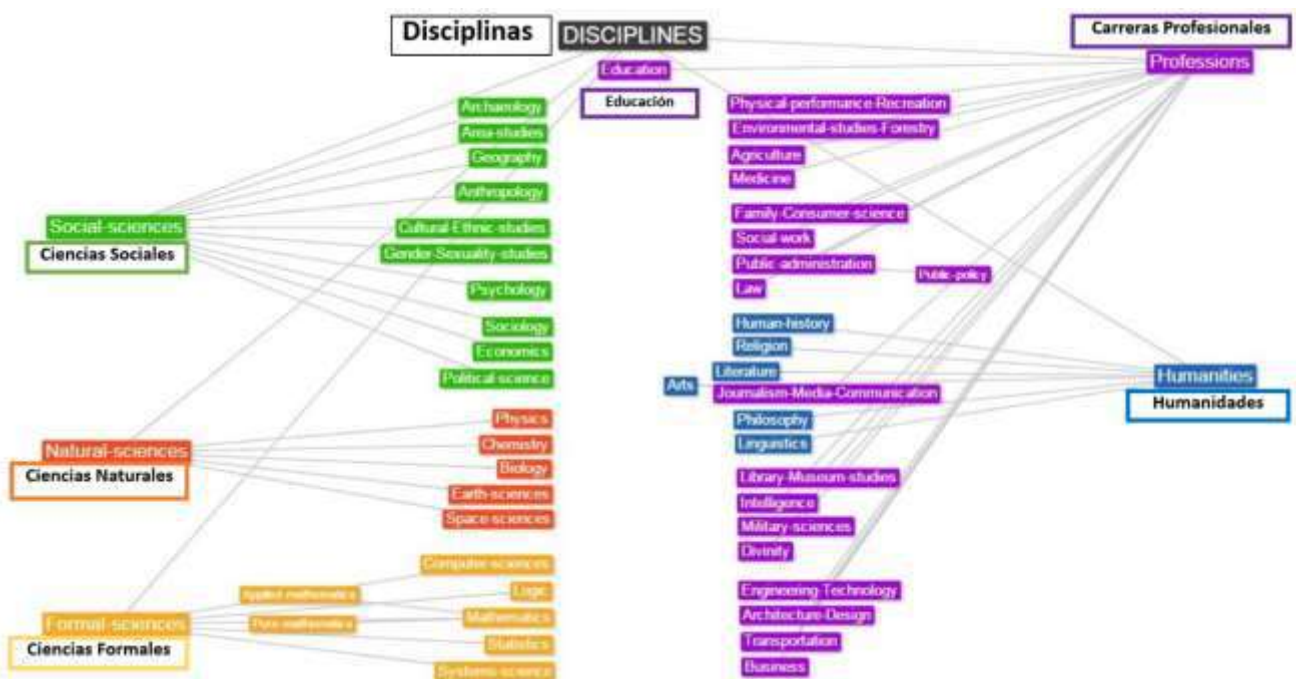 Disciplinas
DISCIPLINES
Carreras Profesionales
Professions
Education
Educación
Archaeology
Area-studies
Geography
Anthropology
Social-sciences
Ciencias Sociales
Cultural-Ethnic-studies
Gender-Sexuality-studies
Psychology
Sociology
Economics
Political-science
Physics
Natural-sciences
Ciencias Naturales
Chemistry
Biology
Earth-sciences
Space-sciences
Computer-sciences
Applied-mathematics
Logic
Formal-sciences
Ciencias Formales
Pure-mathematics
Mathematics
Statistics
Systems-science
Physical-performance-Recreation
Environmental-studies-Forestry
Agriculture
Medicine
Family-Consumer-science
Social-work
Public-administration
Public-policy
Law
Human-history
Religion
Literature
Arts
Journalism-Media-Communication
Humanities
Humanidades
Philosophy
Linguistics
Library-Museum-studies
Intelligence
Military-sciences
Divinity
Engineering-Technology
Architecture-Design
Transportation
Business